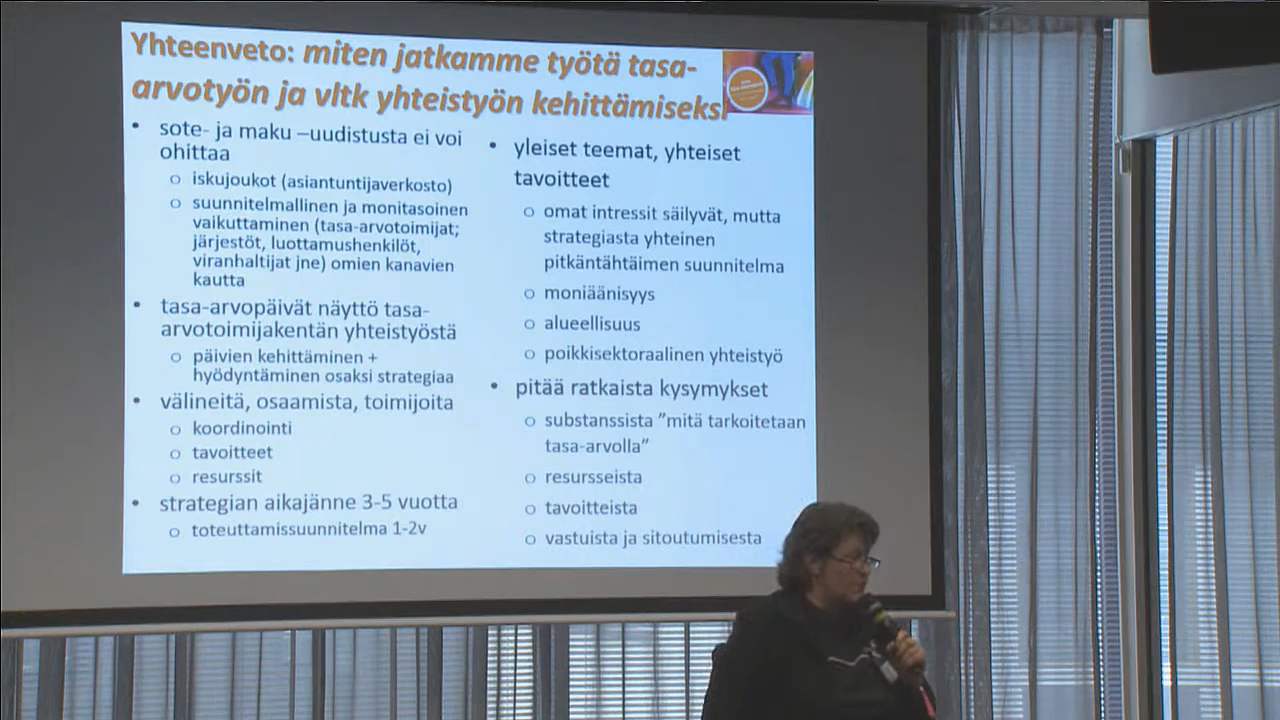 Yhteenveto: miten jatkamme työtä tasa-
arvotyön ja vltk yhteistyön kehittämiseksi
• sote- ja maku –uudistusta ei voi
ohittaa
o iskujoukot (asiantuntijaverkosto)
o suunnitelmallinen ja monitasoinen
vaikuttaminen (tasa-arvotoimijat;
järjestöt, luottamushenkilöt,
viranhaltijat jne) omien kanavien
kautta
• tasa-arvopäivät näyttö tasa-
arvotoimijakentän yhteistyöstä
o päivien kehittäminen +
hyödyntäminen osaksi strategiaa
• välineitä, osaamista, toimijoita
o koordinointi
o tavoitteet
o resurssit
• strategian aikajänne 3-5 vuotta
o toteuttamissuunnitelma 1-2v
• yleiset teemat, yhteiset
tavoitteet
o omat intressit säilyvät, mutta
strategiasta yhteinen
pitkäntähtäimen suunnitelma
o moniäänisyys
o alueellisuus
o poikkisektoraalinen yhteistyö
• pitää ratkaista kysymykset
o substanssista ”mitä tarkoitetaan
tasa-arvolla”
o resursseista
o tavoitteista
o vastuista ja sitoutumisesta